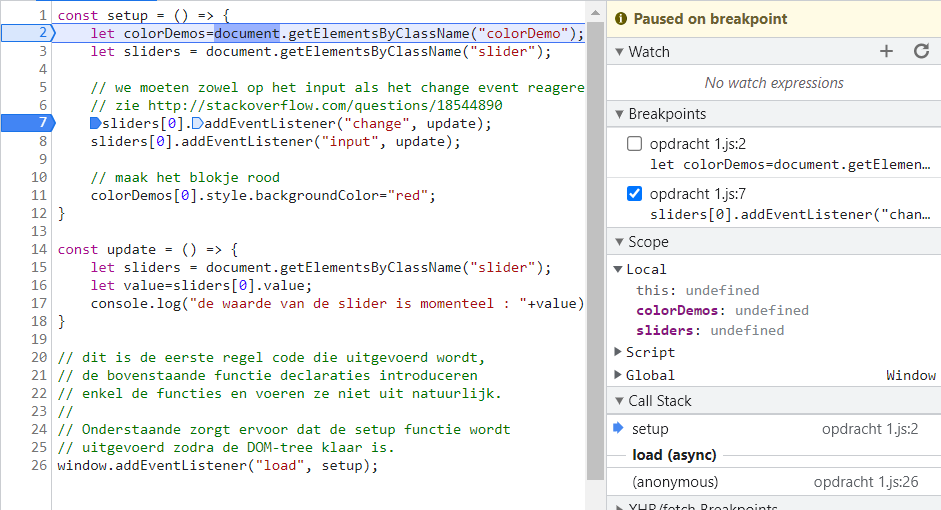 1 const setup = () => {
2 let colorDemos=document.getElementsByClassName("colorDemo");
3 let sliders = document.getElementsByClassName("slider");
4
5 // we moeten zowel op het input als het change event reagere
6 // zie http://stackoverflow.com/questions/18544890
7 sliders[0].addEventListener("change", update);
8 sliders[0].addEventListener("input", update);
9
10 // maak het blokje rood
11 colorDemos[0].style.backgroundColor="red";
12 }
13
14 const update = () => {
15 let sliders = document.getElementsByClassName("slider");
16 let value=sliders[0].value;
17 console.log("de waarde van de slider is momenteel : "+value)
18 }
19
20 // dit is de eerste regel code die uitgevoerd wordt,
21 // de bovenstaande functie declaraties introduceren
22 // enkel de functies en voeren ze niet uit natuurlijk.
23 //
24 // Onderstaande zorgt ervoor dat de setup functie wordt
25 // uitgevoerd zodra de DOM-tree klaar is.
26 window.addEventListener("load", setup);
Paused on breakpoint
Watch
No watch expressions
Breakpoints
opdracht 1.js:2
let colorDemos=document.getElemen…
opdracht 1.js:7
sliders[0].addEventListener("chan…
Scope
Local
this: undefined
colorDemos: undefined
sliders: undefined
Script
Global Window
Call Stack
setup opdracht 1.js:2
load (async)
(anonymous) opdracht 1.js:26
XHR/fetch Breakpoints